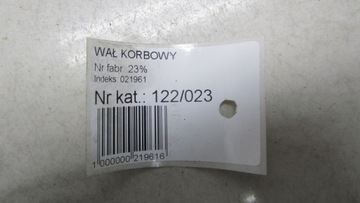 WAŁ KORBOWY
Nr fabr. 23%
Indeks: 021961
Nr kat.: 122/023
1 000000 219616